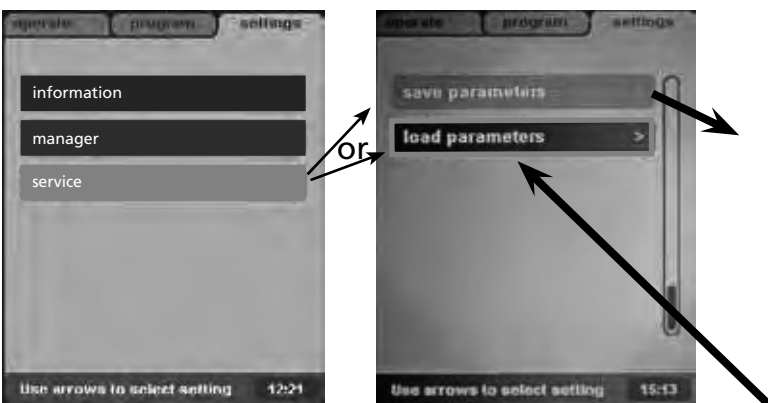 operate program settings
information
manager
service
Use arrows to select setting 12:21
or
operate program settings
save parameters
load parameters >
Use arrows to select setting 15:13